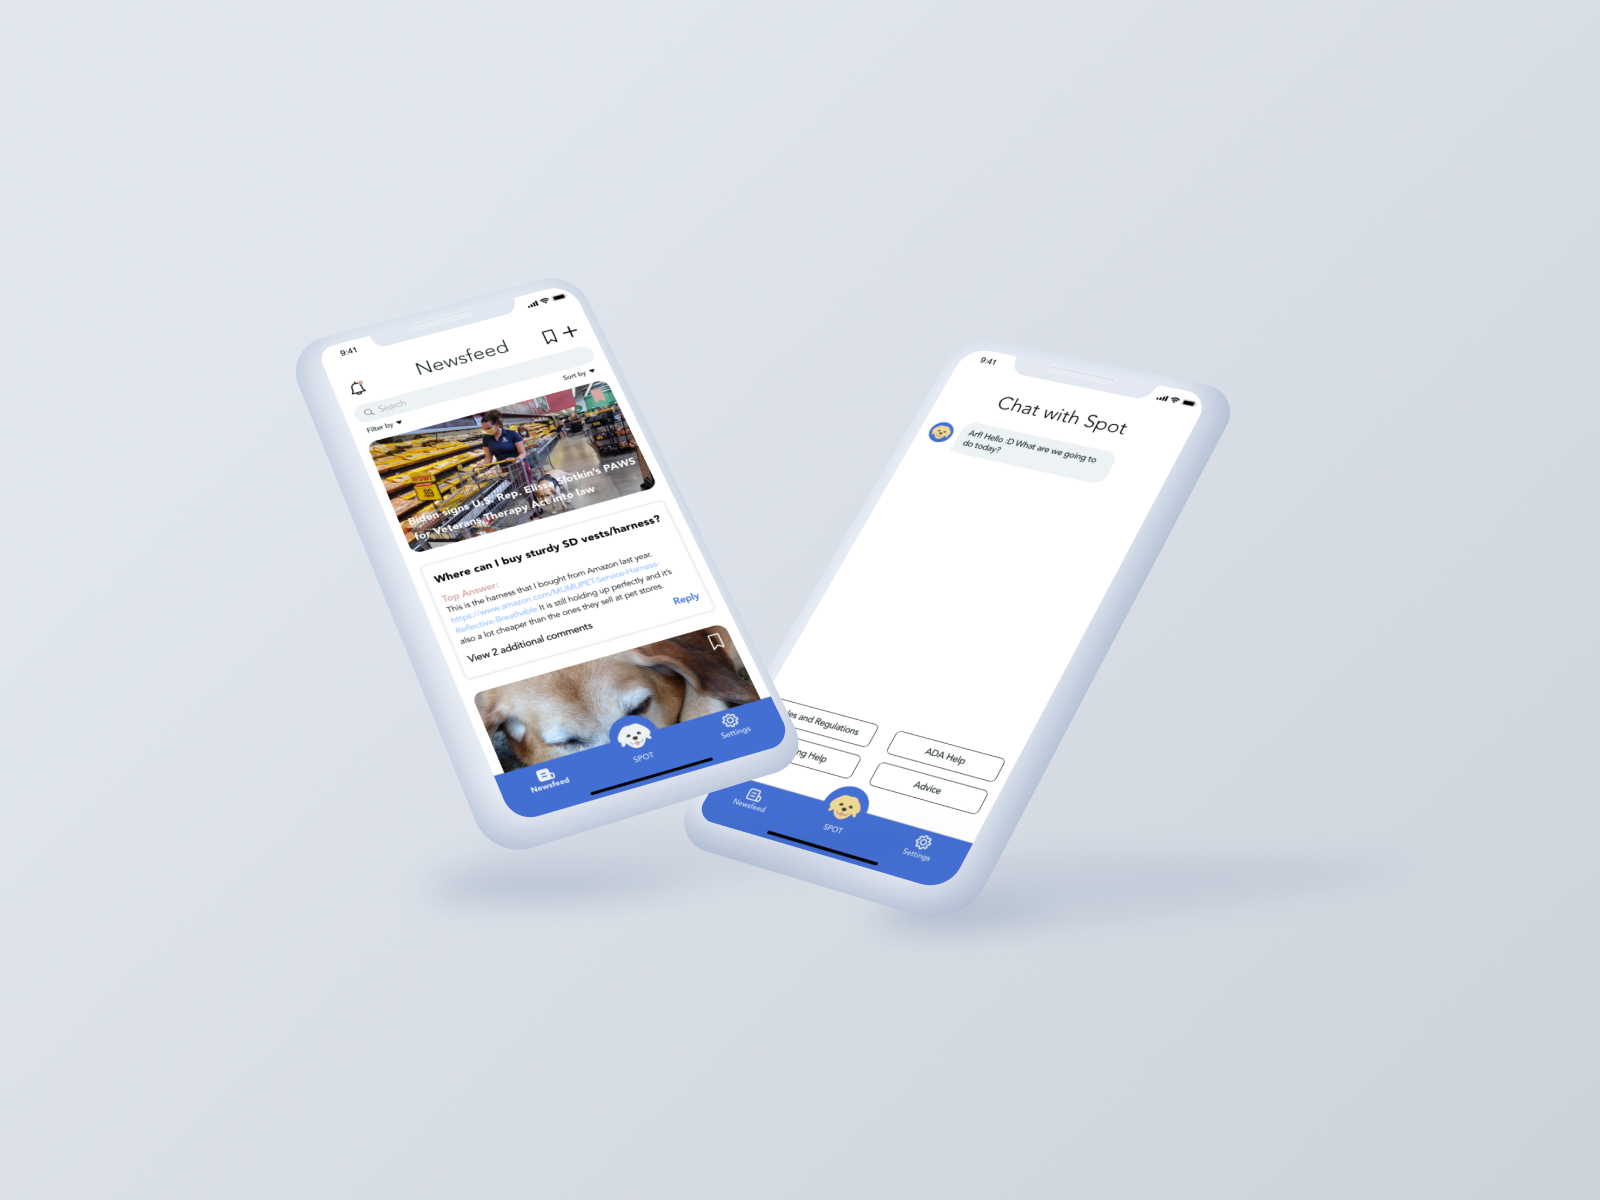 9:41
Newsfeed
Search
Filter by
Sort by
WOW!
Biden signs U.S. Rep. Elissa Slotkin's PAWS
for Veterans Therapy Act into law
Where can I buy sturdy SD vests/harness?
Top Answer:
This is the harness that I bought from Amazon last year.
https://www.amazon.com/MUMUPET-Service-Harness-
Reflective-Breathable It is still holding up perfectly and it's
also a lot cheaper than the ones they sell at pet stores.
Reply
View 2 additional comments
Newsfeed
SPOT
Settings
9:41
Chat with Spot
Arf! Hello :D What are we going to
do today?
and Regulations
ADA Help
Help
Advice
Newsfeed
SPOT
Settings